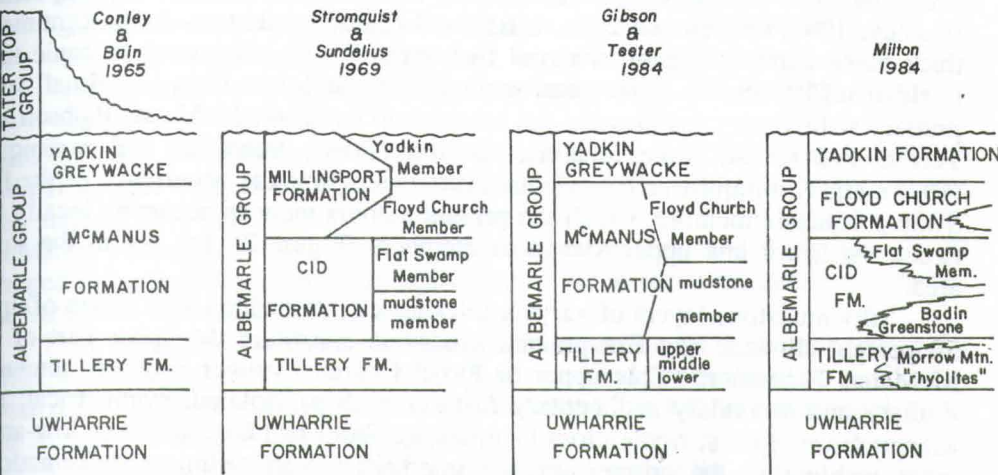 Conley
&
Bain
1965
TATER TOP
GROUP
ALBEMARLE GROUP
YADKIN
GREYWACKE
McMANUS
FORMATION
TILLERY FM.
UWHARRIE
FORMATION
Stromquist
&
Sundelius
1969
ALBEMARLE GROUP
Yadkin
Member
MILLINGPORT
FORMATION
Floyd Church
Member
CID
FORMATION
Flat Swamp
Member
mudstone
member
TILLERY FM.
UWHARRIE
FORMATION
Gibson
&
Teeter
1984
ALBEMARLE GROUP
YADKIN
GREYWACKE
McMANUS
FORMATION
Floyd Churbh
Member
mudstone
member
TILLERY
FM.
upper
middle
lower
UWHARRIE
FORMATION
Milton
1984
ALBEMARLE GROUP
YADKIN FORMATION
FLOYD CHURCH
FORMATION
Flat Swamp
Mem.
CID
FM.
Badin
Greenstone
TILLERY
FM.
Morrow Mtn.
"rhyolites"
UWHARRIE
FORMATION